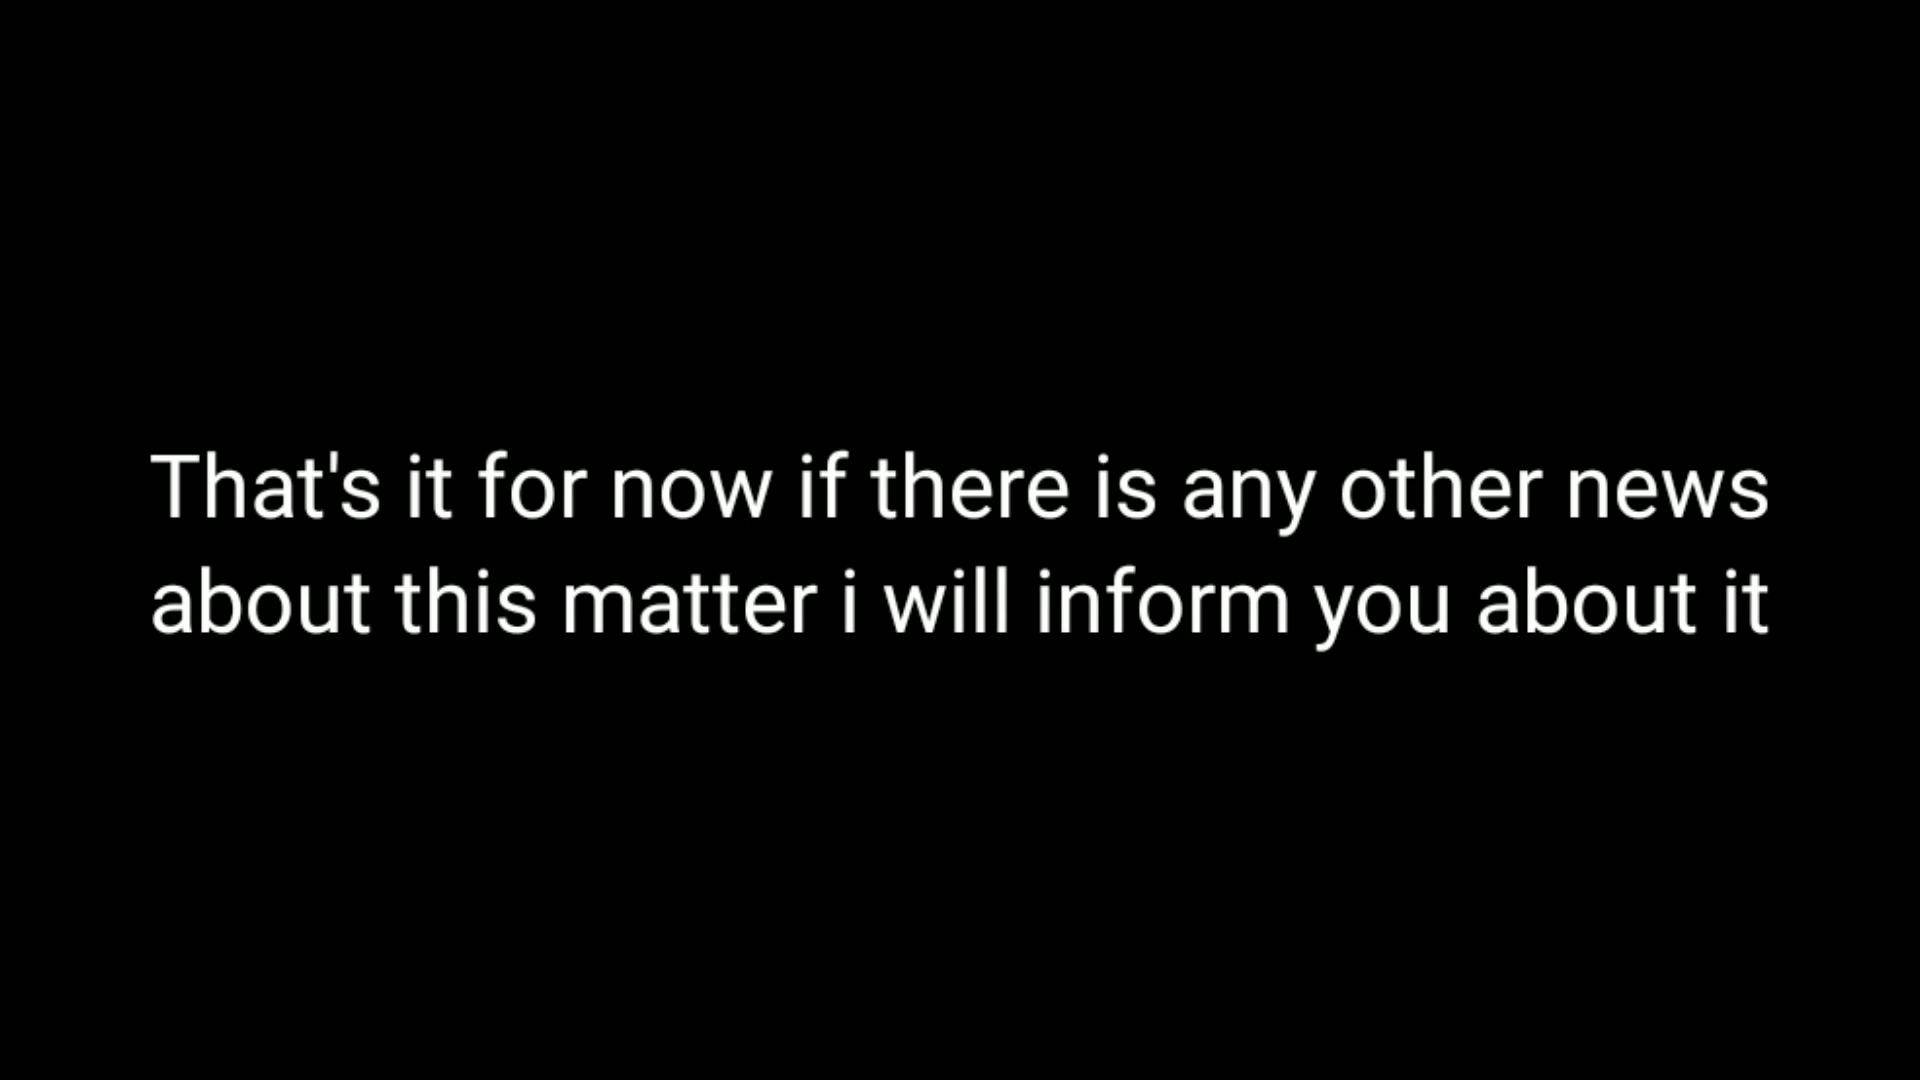 That's it for now if there is any other news
about this matter i will inform you about it